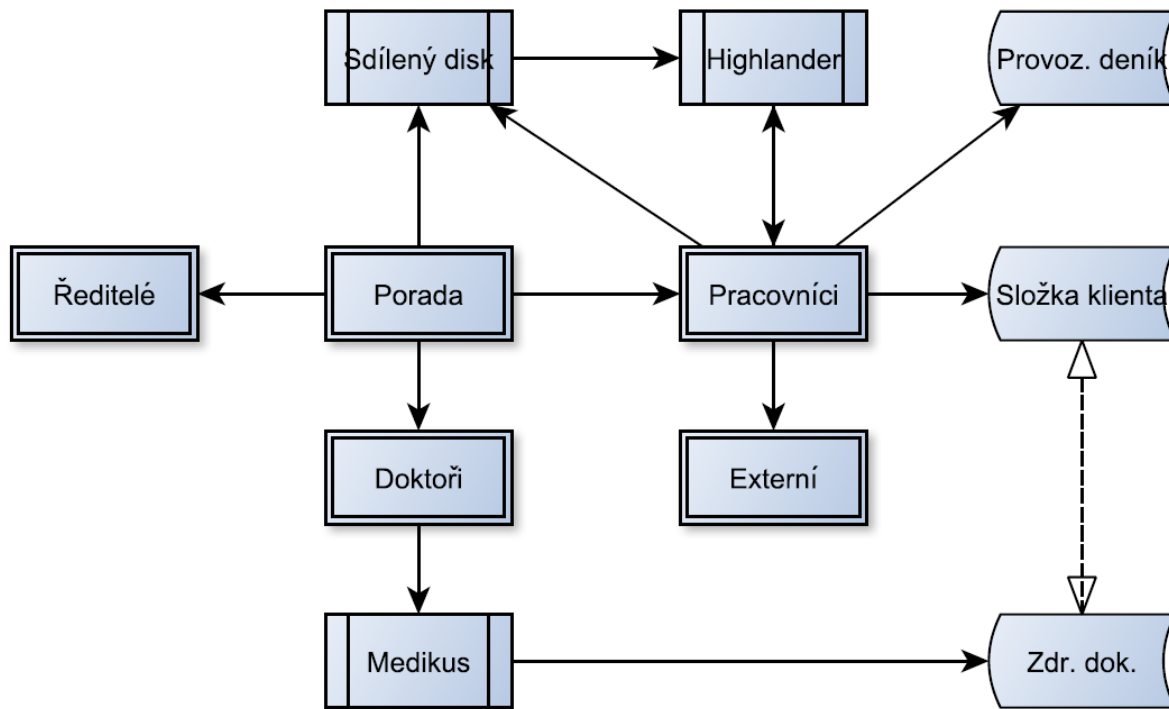 Sdílený disk
Highlander
Provoz. deník
Ředitelé
Porada
Pracovníci
Složka klienta
Doktoři
Externí
Medikus
Zdr. dok.